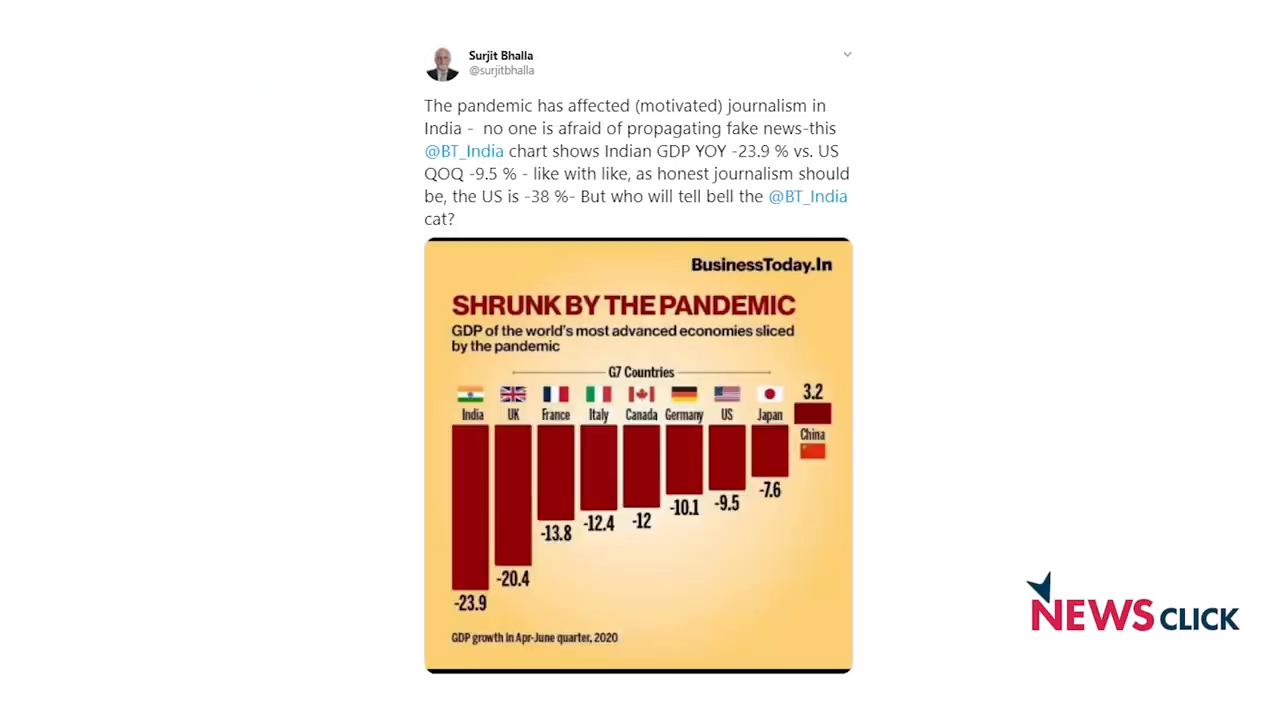 Surjit Bhalla
@surjitbhalla
The pandemic has affected (motivated) journalism in
India - no one is afraid of propagating fake news-this
@BT_India chart shows Indian GDP YOY -23.9 % vs. US
QOQ -9.5 % - like with like, as honest journalism should
be, the US is -38 %- But who will tell bell the @BT_India
cat?
BusinessToday.In
SHRUNK BY THE PANDEMIC
GDP of the world's most advanced economies sliced
by the pandemic
G7 Countries
3.2
India UK France Italy Canada Germany US Japan
China
-7.6
-9.5
-10.1
-12
-12.4
-13.8
-20.4
-23.9
GDP growth in Apr-June quarter, 2020
NEWS CLICK